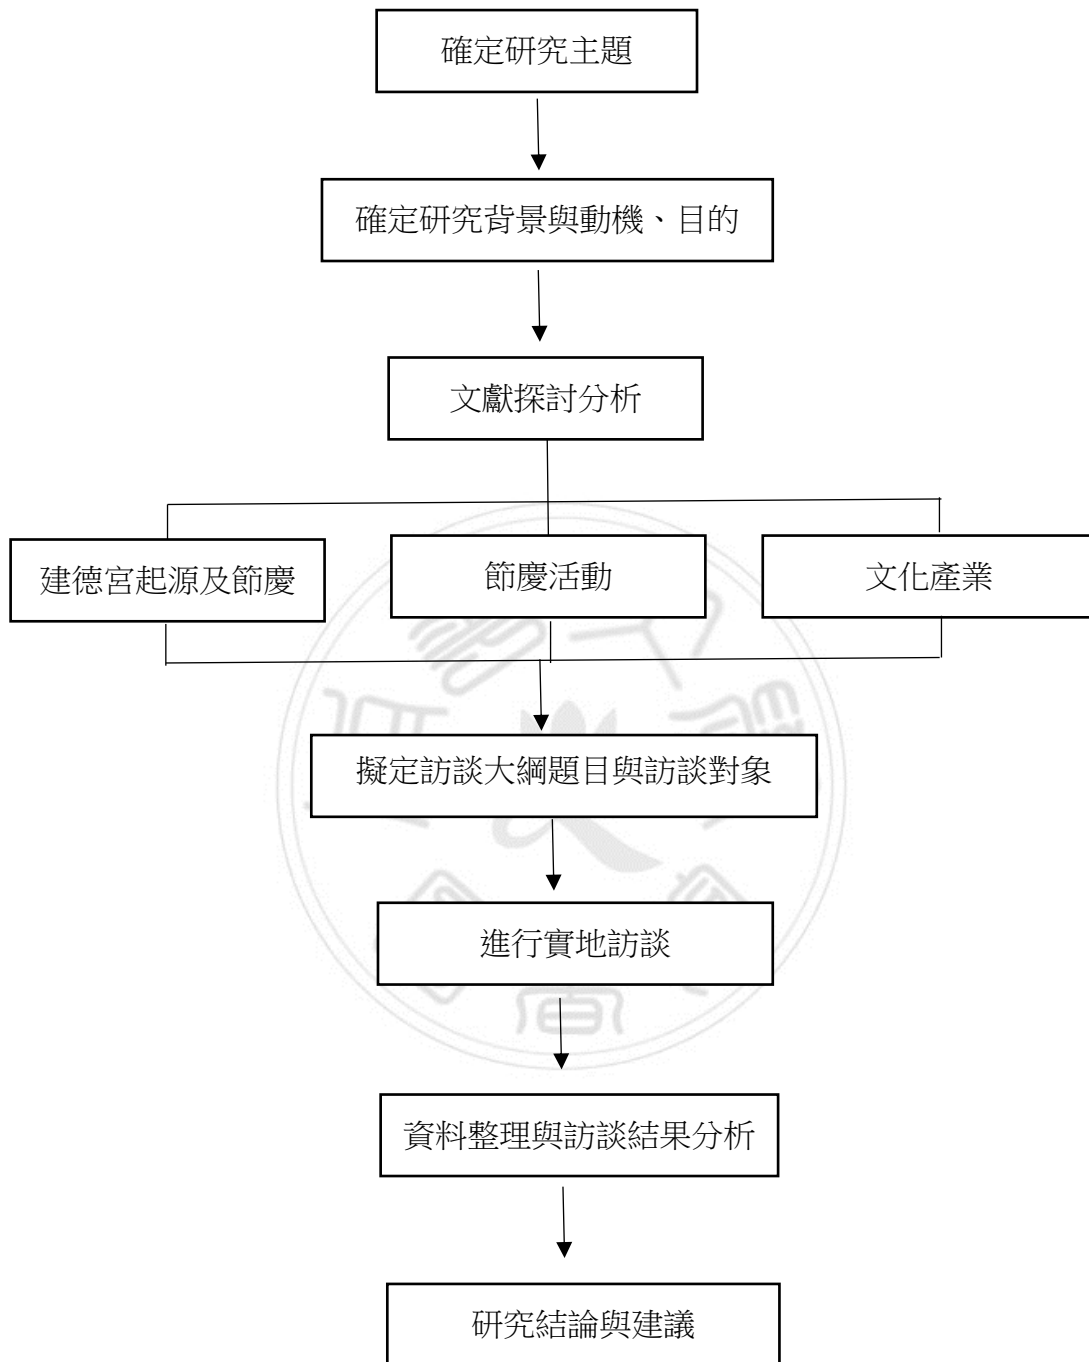 確定研究主題
確定研究背景與動機、目的
文獻探討分析
建德宮起源及節慶
節慶活動
文化產業
擬定訪談大綱題目與訪談對象
進行實地訪談
資料整理與訪談結果分析
研究結論與建議